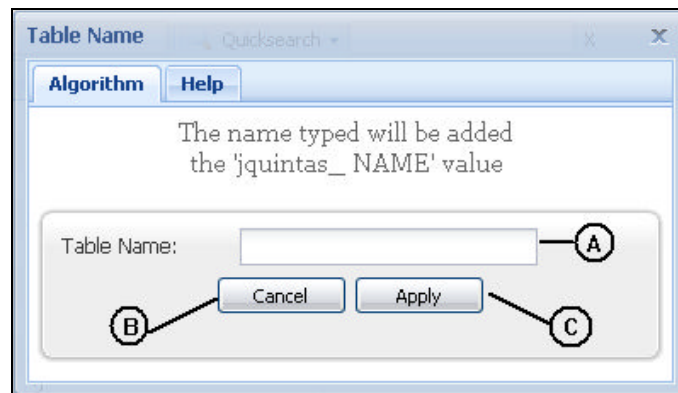 Table Name Quicksearch X x
Algorithm Help
The name typed will be added
the 'jquintas_ NAME' value
Table Name: A
Cancel Apply
B C